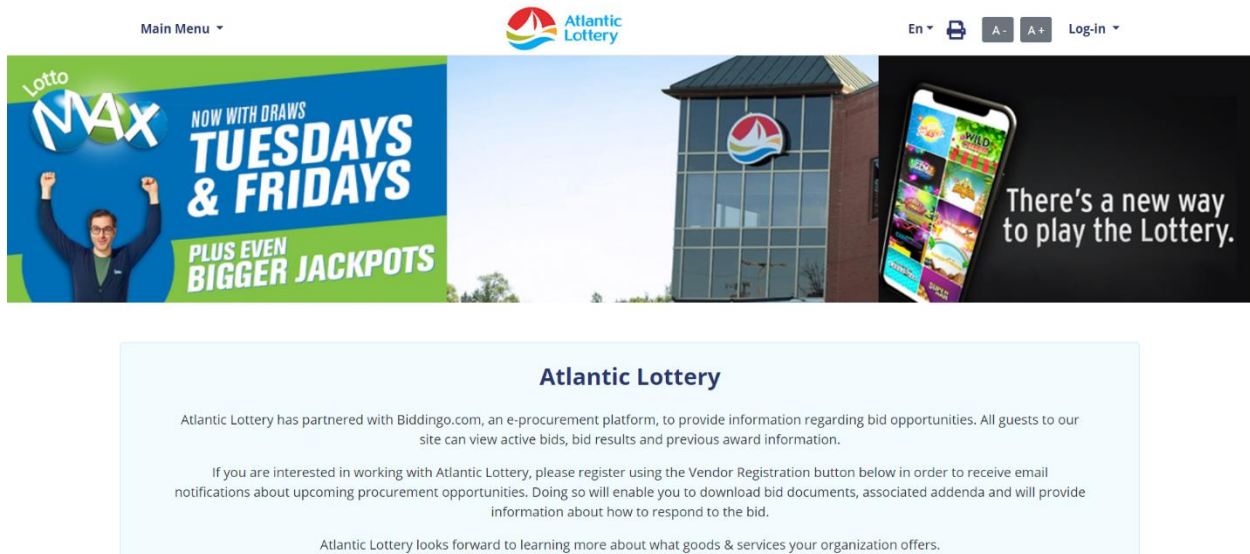 Main Menu
Atlantic
Lottery
En
A -
A +
Log-in
Lotto
MAX
NOW WITH DRAWS
TUESDAYS
& FRIDAYS
PLUS EVEN
BIGGER JACKPOTS
WILD
There's a new way
to play the Lottery.
Atlantic Lottery
Atlantic Lottery has partnered with Biddingo.com, an e-procurement platform, to provide information regarding bid opportunities. All guests to our
site can view active bids, bid results and previous award information.
If you are interested in working with Atlantic Lottery, please register using the Vendor Registration button below in order to receive email
notifications about upcoming procurement opportunities. Doing so will enable you to download bid documents, associated addenda and will provide
information about how to respond to the bid.
Atlantic Lottery looks forward to learning more about what goods & services your organization offers.